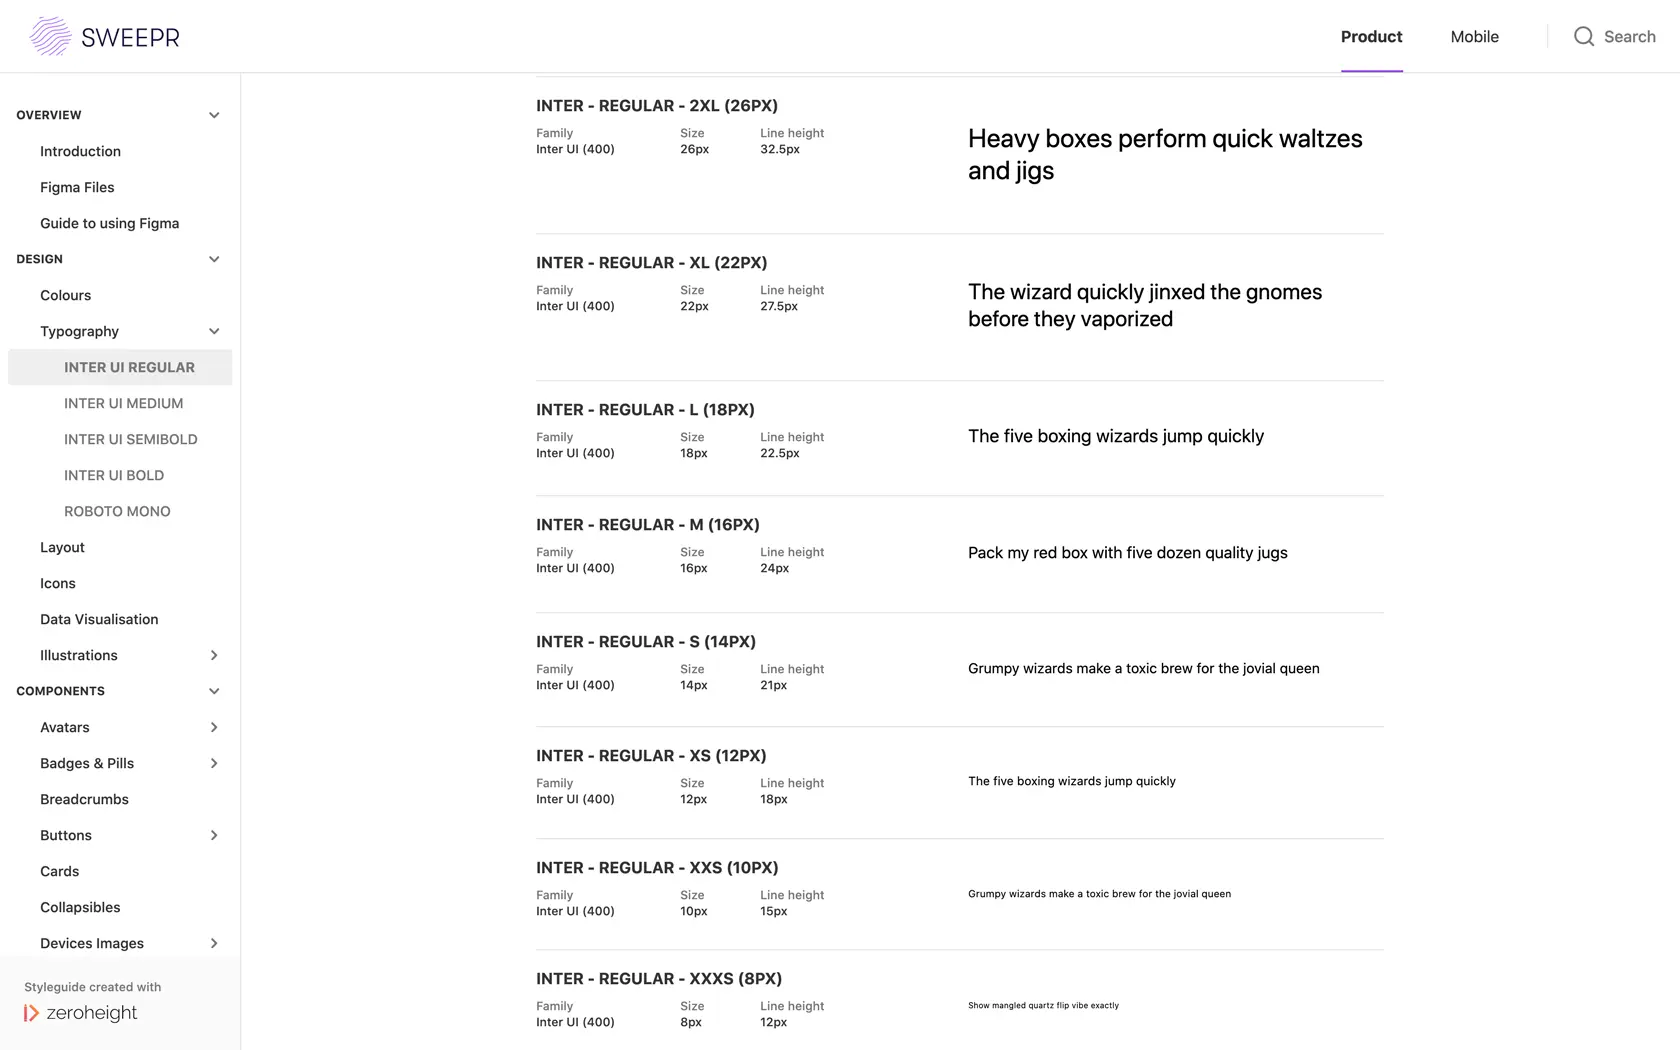 SWEEPR
Product
Mobile
Search
OVERVIEW
Introduction
Figma Files
Guide to using Figma
DESIGN
Colours
Typography
INTER UI REGULAR
INTER UI MEDIUM
INTER UI SEMIBOLD
INTER UI BOLD
ROBOTO MONO
Layout
Icons
Data Visualisation
Illustrations
COMPONENTS
Avatars
Badges & Pills
Breadcrumbs
Buttons
Cards
Collapsibles
Devices Images
Styleguide created with
zeroheight
INTER - REGULAR - 2XL (26PX)
Family Size Line height
Inter UI (400) 26px 32.5px
Heavy boxes perform quick waltzes
and jigs
INTER - REGULAR - XL (22PX)
Family Size Line height
Inter UI (400) 22px 27.5px
The wizard quickly jinxed the gnomes
before they vaporized
INTER - REGULAR - L (18PX)
Family Size Line height
Inter UI (400) 18px 22.5px
The five boxing wizards jump quickly
INTER - REGULAR - M (16PX)
Family Size Line height
Inter UI (400) 16px 24px
Pack my red box with five dozen quality jugs
INTER - REGULAR - S (14PX)
Family Size Line height
Inter UI (400) 14px 21px
Grumpy wizards make a toxic brew for the jovial queen
INTER - REGULAR - XS (12PX)
Family Size Line height
Inter UI (400) 12px 18px
The five boxing wizards jump quickly
INTER - REGULAR - XXS (10PX)
Family Size Line height
Inter UI (400) 10px 15px
Grumpy wizards make a toxic brew for the jovial queen
INTER - REGULAR - XXXS (8PX)
Family Size Line height
Inter UI (400) 8px 12px
Show mangled quartz flip vibe exactly